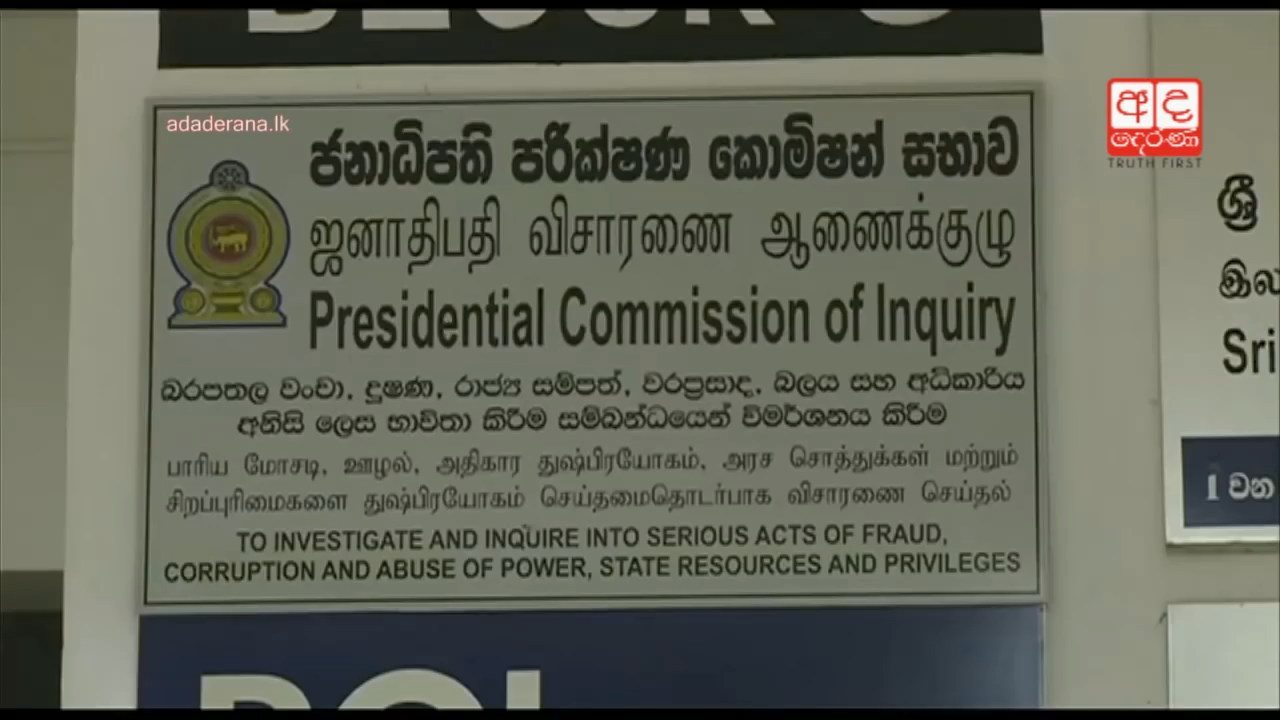 adaderana.lk
අද
දෙරණ
TRUTH FIRST
ජනාධිපති පරීක්ෂණ කොමිෂන් සභාව
ஜனாதிபதி விசாரணை ஆணைக்குழு
Presidential Commission of Inquiry
බරපතල වංචා, දූෂණ, රාජ්‍ය සම්පත්, වරප්‍රසාද, බලය සහ අධිකාරිය
අනිසි ලෙස භාවිතා කිරීම සම්බන්ධයෙන් විමර්ශනය කිරීම
பாரிய மோசடி, ஊழல், அதிகார துஷ்பிரயோகம், அரச சொத்துக்கள் மற்றும்
சிறப்புரிமைகளை துஷ்பிரயோகம் செய்தமைதொடர்பாக விசாரணை செய்தல்
TO INVESTIGATE AND INQUIRE INTO SERIOUS ACTS OF FRAUD,
CORRUPTION AND ABUSE OF POWER, STATE RESOURCES AND PRIVILEGES
ශ්‍රී
Sri
1 වන